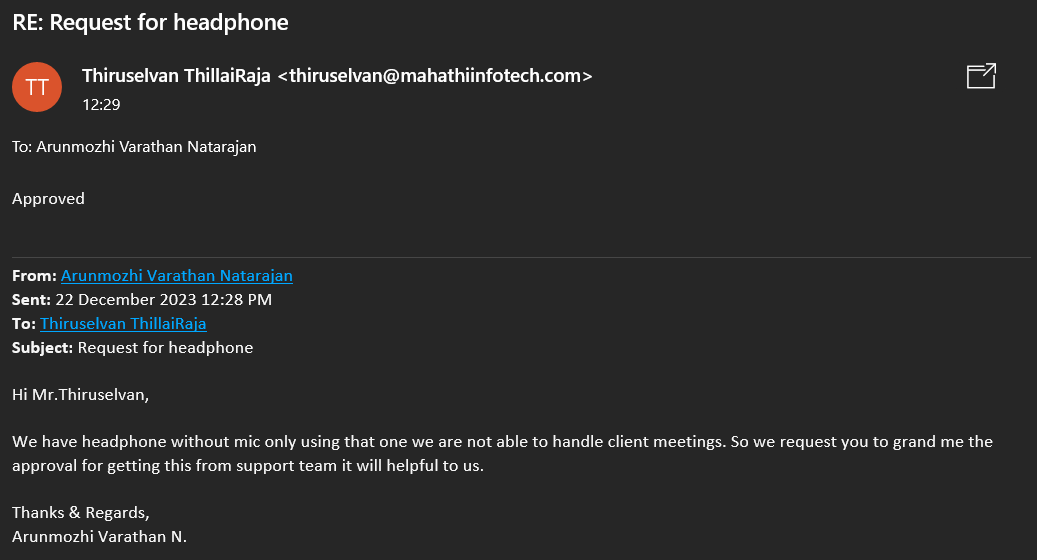 RE: Request for headphone
TT
Thiruselvan ThillaiRaja <thiruselvan@mahathiinfotech.com>
12:29
To: Arunmozhi Varathan Natarajan
Approved
From: Arunmozhi Varathan Natarajan
Sent: 22 December 2023 12:28 PM
To: Thiruselvan ThillaiRaja
Subject: Request for headphone
Hi Mr.Thiruselvan,
We have headphone without mic only using that one we are not able to handle client meetings. So we request you to grand me the
approval for getting this from support team it will helpful to us.
Thanks & Regards,
Arunmozhi Varathan N.